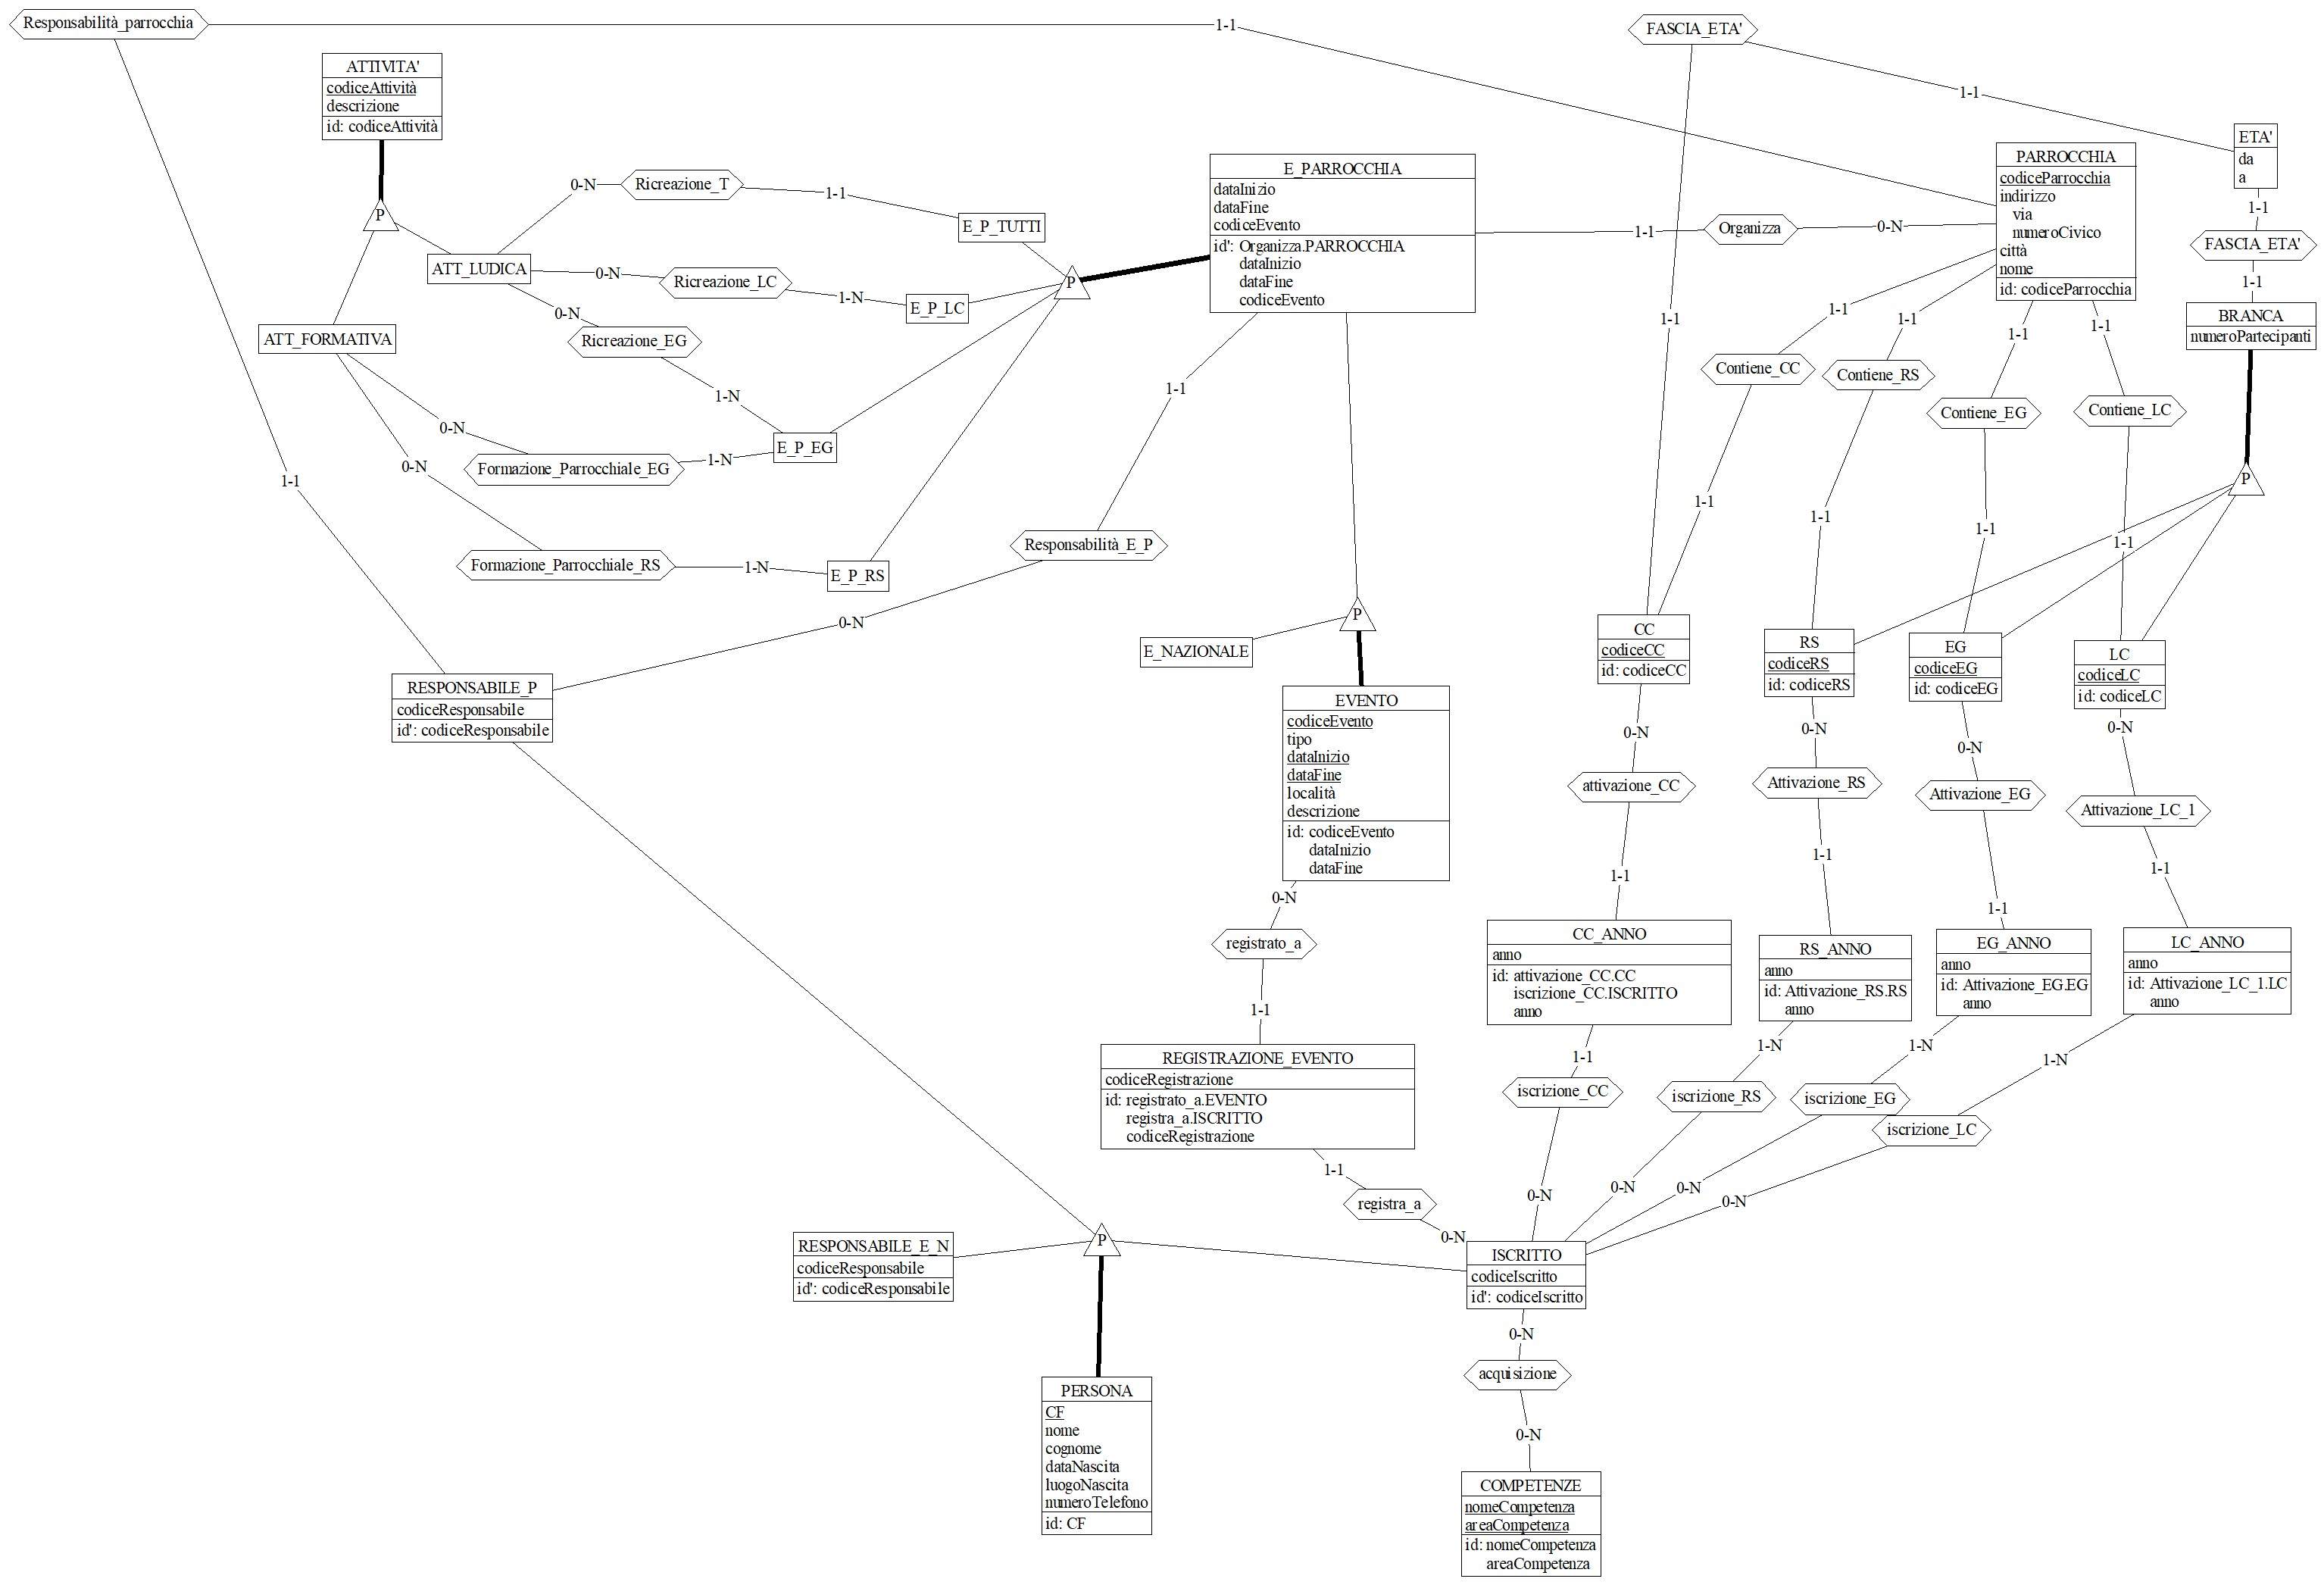 Responsabilità_parrocchia
1-1
FASCIA_ETA'
1-1
ATTIVITA'
codiceAttività
descrizione
id: codiceAttività
P
0-N
Ricreazione_T
1-1
E_P_TUTTI
ATT_LUDICA
0-N
Ricreazione_LC
1-N
E_P_LC
P
0-N
Ricreazione_EG
1-N
E_P_EG
ATT_FORMATIVA
0-N
Formazione_Parrocchiale_EG
1-N
0-N
Formazione_Parrocchiale_RS
1-N
E_P_RS
1-1
E_PARROCCHIA
dataInizio
dataFine
codiceEvento
id': Organizza.PARROCCHIA
dataInizio
dataFine
codiceEvento
1-1
Organizza
0-N
PARROCCHIA
codiceParrocchia
indirizzo
via
numeroCivico
città
nome
id: codiceParrocchia
ETA'
da
a
1-1
FASCIA_ETA'
1-1
BRANCA
numeroPartecipanti
P
1-1
1-1
Contiene_CC
1-1
1-1
Contiene_RS
1-1
1-1
Contiene_EG
1-1
1-1
Contiene_LC
1-1
1-1
Responsabilità_E_P
0-N
P
E_NAZIONALE
EVENTO
codiceEvento
tipo
dataInizio
dataFine
località
descrizione
id: codiceEvento
dataInizio
dataFine
RESPONSABILE_P
codiceResponsabile
id': codiceResponsabile
CC
codiceCC
id: codiceCC
RS
codiceRS
id: codiceRS
EG
codiceEG
id: codiceEG
LC
codiceLC
id: codiceLC
0-N
0-N
0-N
0-N
attivazione_CC
Attivazione_RS
Attivazione_EG
Attivazione_LC_1
1-1
1-1
1-1
1-1
CC_ANNO
anno
id: attivazione_CC.CC
iscrizione_CC.ISCRITTO
anno
RS_ANNO
anno
id: Attivazione_RS.RS
anno
EG_ANNO
anno
id: Attivazione_EG.EG
anno
LC_ANNO
anno
id: Attivazione_LC_1.LC
anno
0-N
registrato_a
1-1
REGISTRAZIONE_EVENTO
codiceRegistrazione
id: registrato_a.EVENTO
registra_a.ISCRITTO
codiceRegistrazione
1-1
registra_a
0-N
1-1
iscrizione_CC
0-N
1-N
iscrizione_RS
0-N
1-N
iscrizione_EG
0-N
1-N
iscrizione_LC
0-N
P
RESPONSABILE_E_N
codiceResponsabile
id': codiceResponsabile
ISCRITTO
codiceIscritto
id': codiceIscritto
0-N
acquisizione
0-N
PERSONA
CF
nome
cognome
dataNascita
luogoNascita
numeroTelefono
id: CF
COMPETENZE
nomeCompetenza
areaCompetenza
id: nomeCompetenza
areaCompetenza